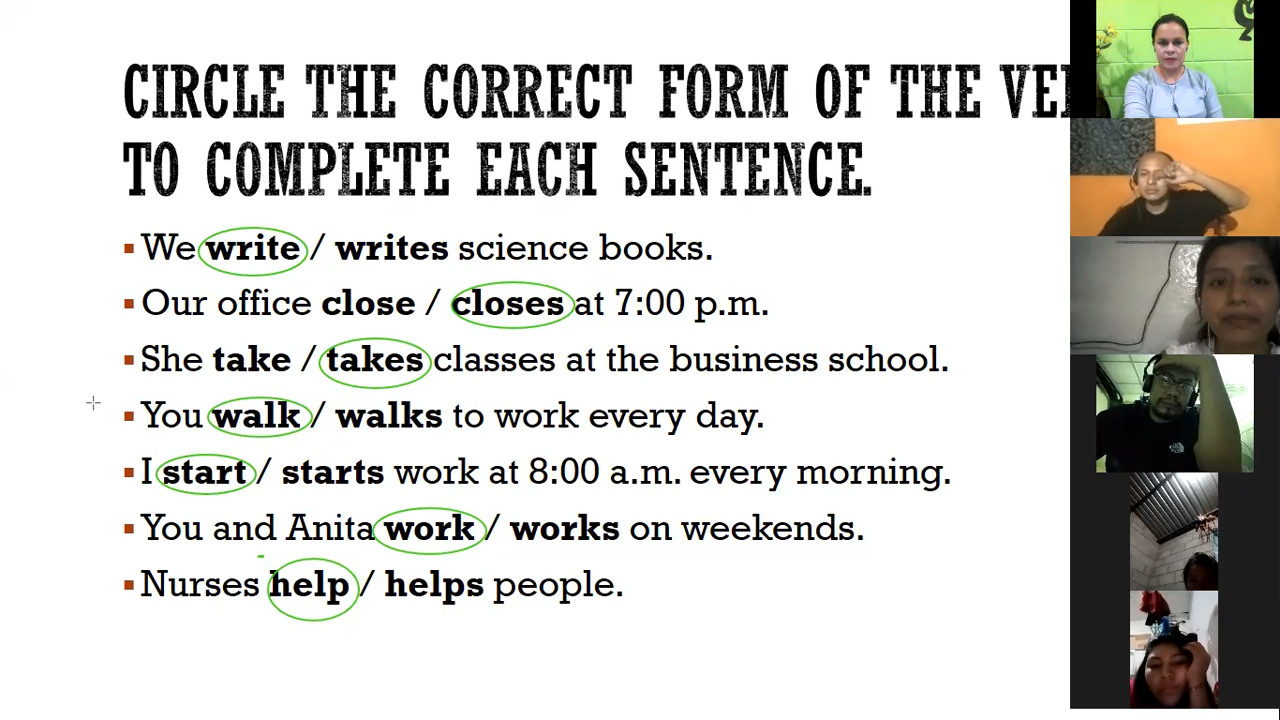 CIRCLE THE CORRECT FORM OF THE
TO COMPLETE EACH SENTENCE.
▪ We write / writes science books.
▪ Our office close / closes at 7:00 p.m.
▪ She take / takes classes at the business school.
▪ You walk / walks to work every day.
▪ I start / starts work at 8:00 a.m. every morning.
▪ You and Anita work / works on weekends.
▪ Nurses help / helps people.